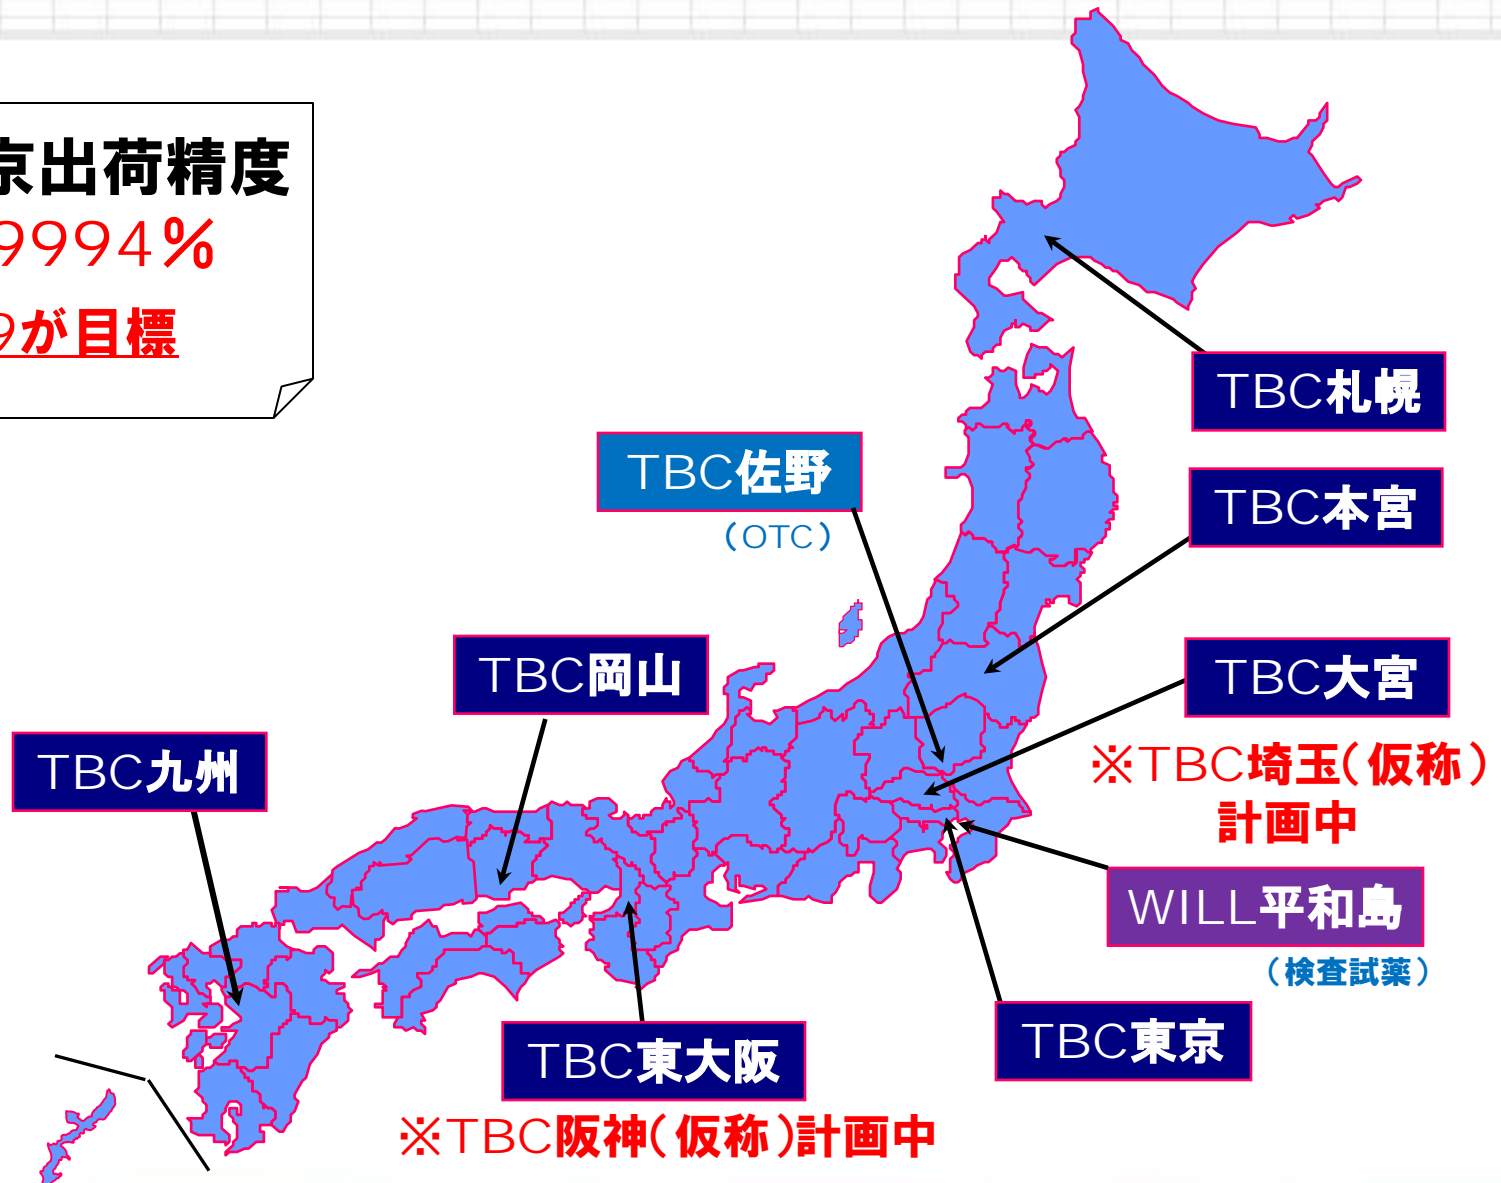 京出荷精度
9994%
9が目標
TBC札幌
TBC佐野
（OTC）
TBC本宮
TBC岡山
TBC大宮
※TBC埼玉(仮称)
計画中
TBC九州
WILL平和島
（検査試薬）
TBC東京
TBC東大阪
※TBC阪神(仮称)計画中